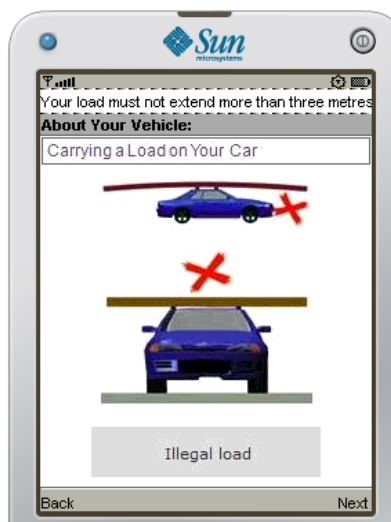 Sun
microsystems
Your load must not extend more than three metres
About Your Vehicle:
Carrying a Load on Your Car
Illegal load
Back Next